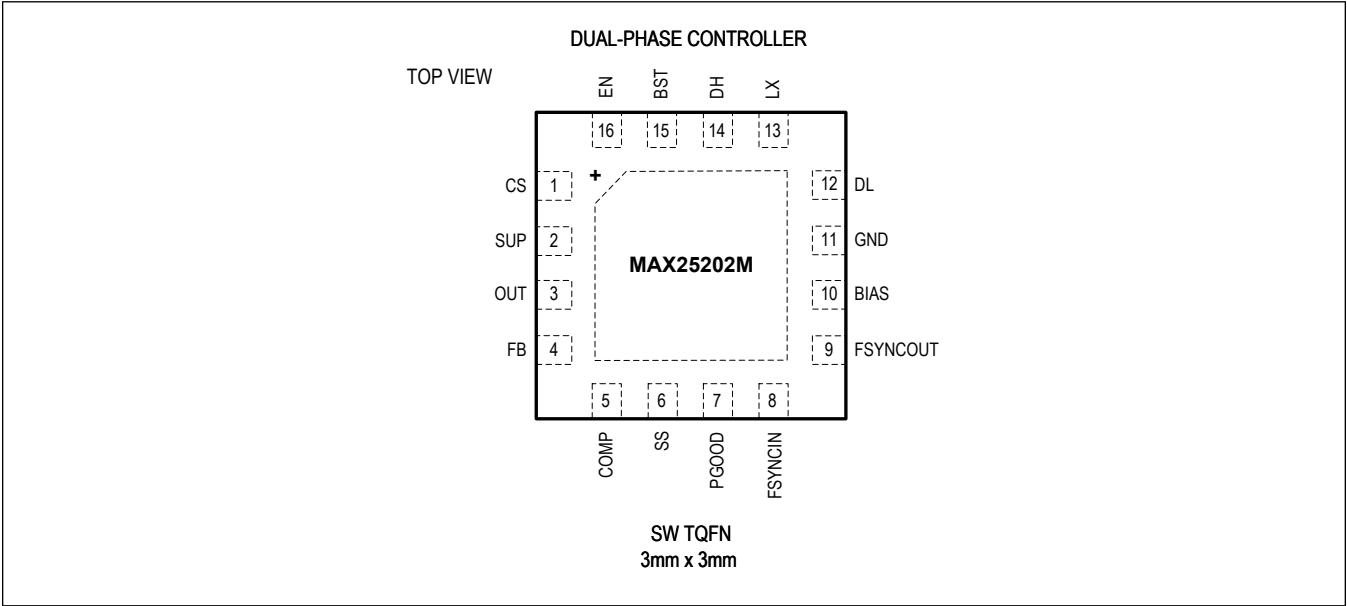 DUAL-PHASE CONTROLLER
TOP VIEW
EN
BST
DH
LX
16
15
14
13
+
CS 1
12 DL
SUP 2
11 GND
MAX25202M
OUT 3
10 BIAS
FB 4
9 FSYNCOUT
5
6
7
8
COMP
SS
PGOOD
FSYNCIN
SW TQFN
3mm x 3mm